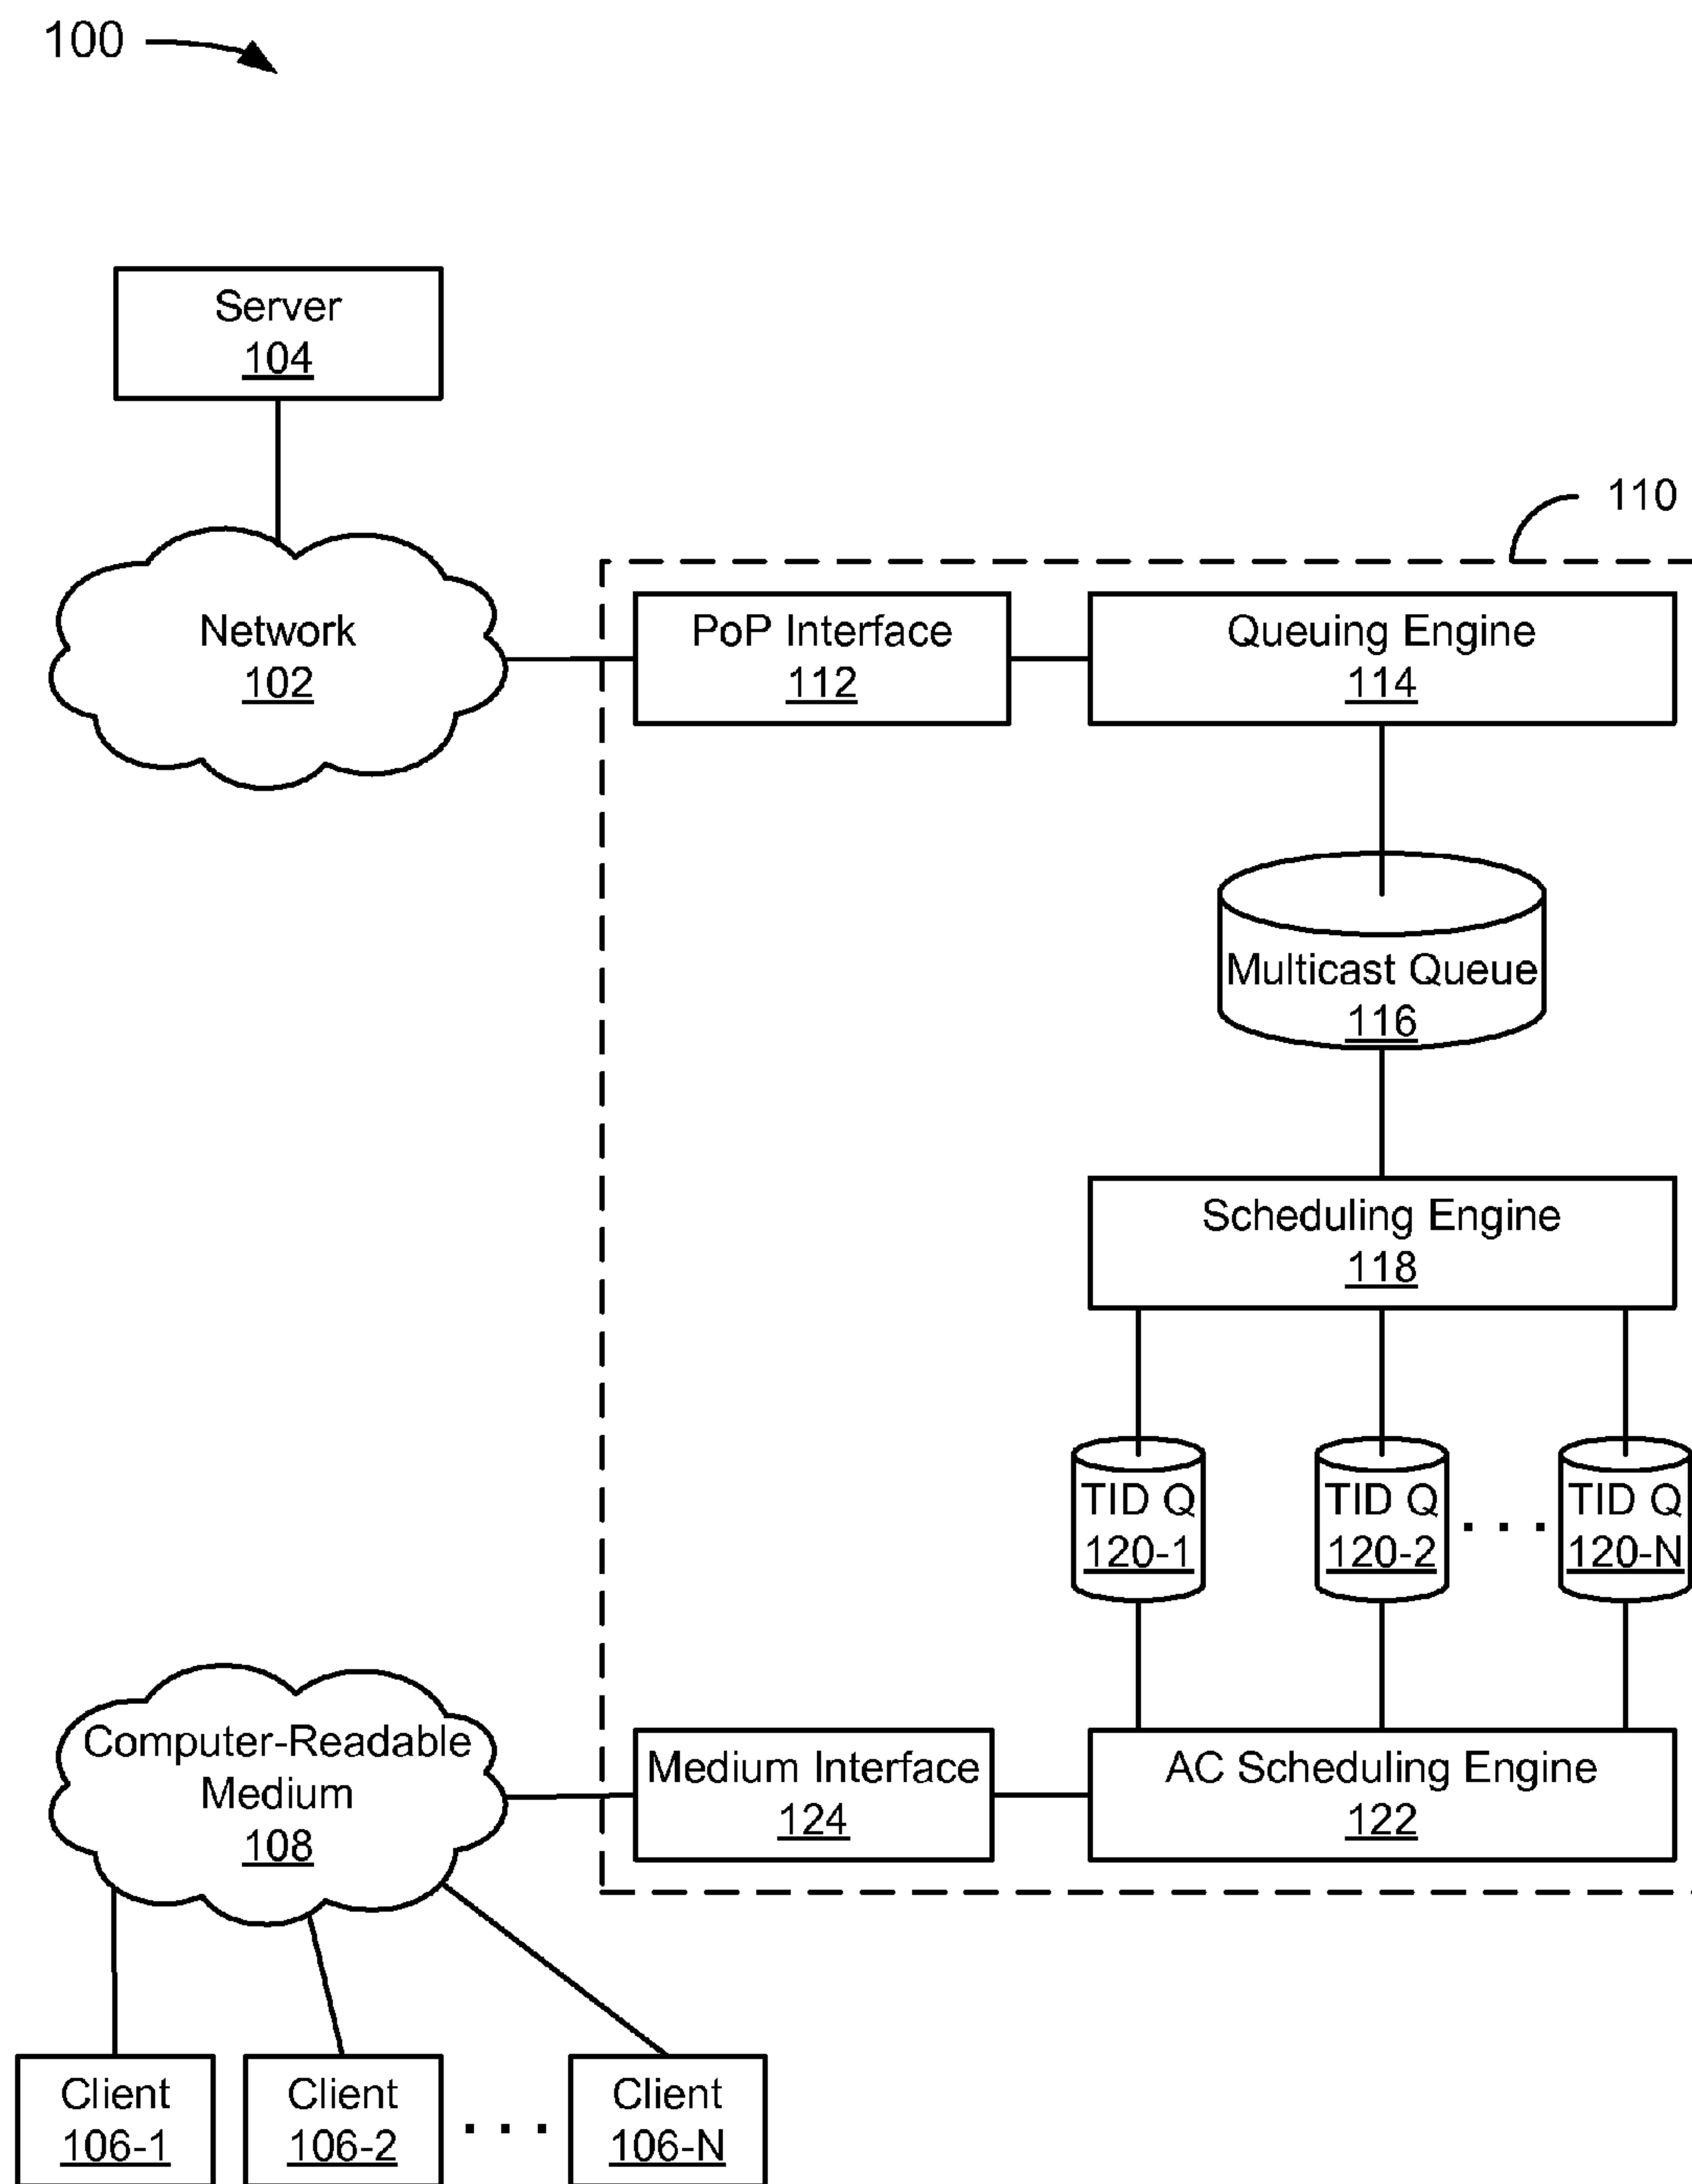 100
Server
104
110
Network
102
PoP Interface
112
Queuing Engine
114
Multicast Queue
116
Scheduling Engine
118
TID Q
120-1
TID Q
120-2
. . .
TID Q
120-N
Computer-Readable
Medium
108
Medium Interface
124
AC Scheduling Engine
122
Client
106-1
Client
106-2
. . .
Client
106-N